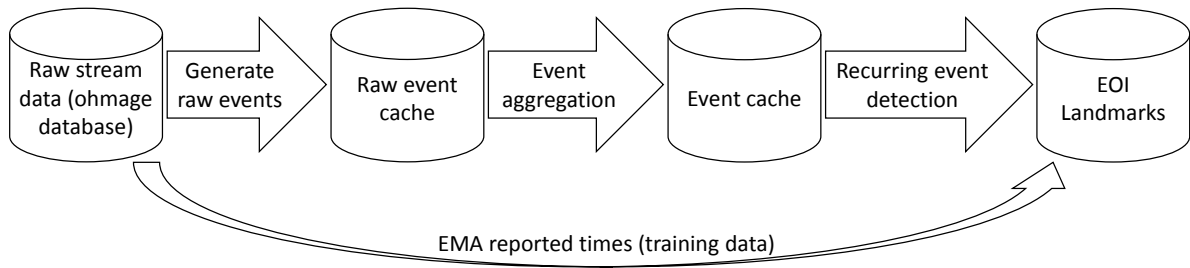 Raw stream
data (ohmage
database)
Generate
raw events
Raw event
cache
Event
aggregation
Event cache
Recurring event
detection
EOI
Landmarks
EMA reported times (training data)